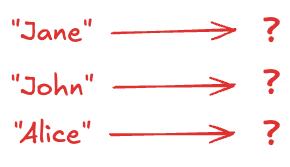 "Jane" → ?
"John" → ?
"Alice" → ?